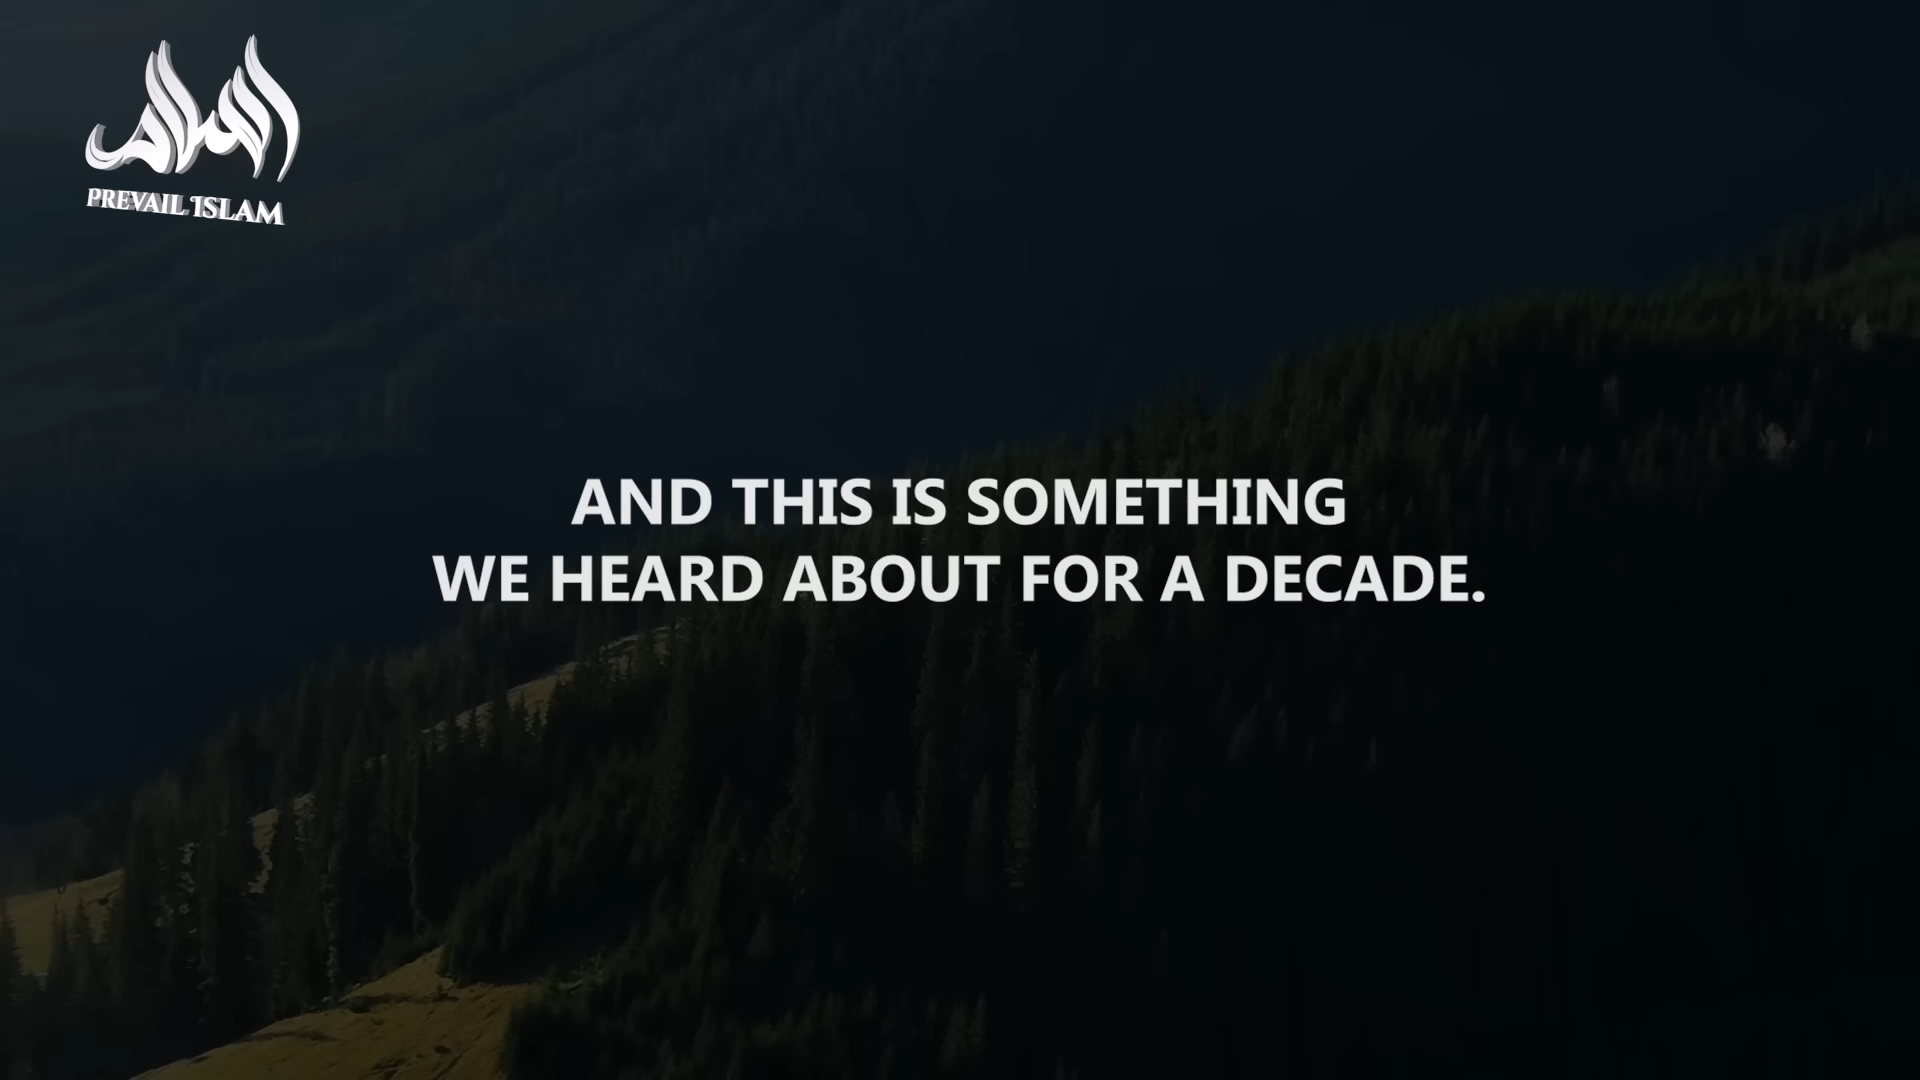 PREVAIL ISLAM
AND THIS IS SOMETHING
WE HEARD ABOUT FOR A DECADE.